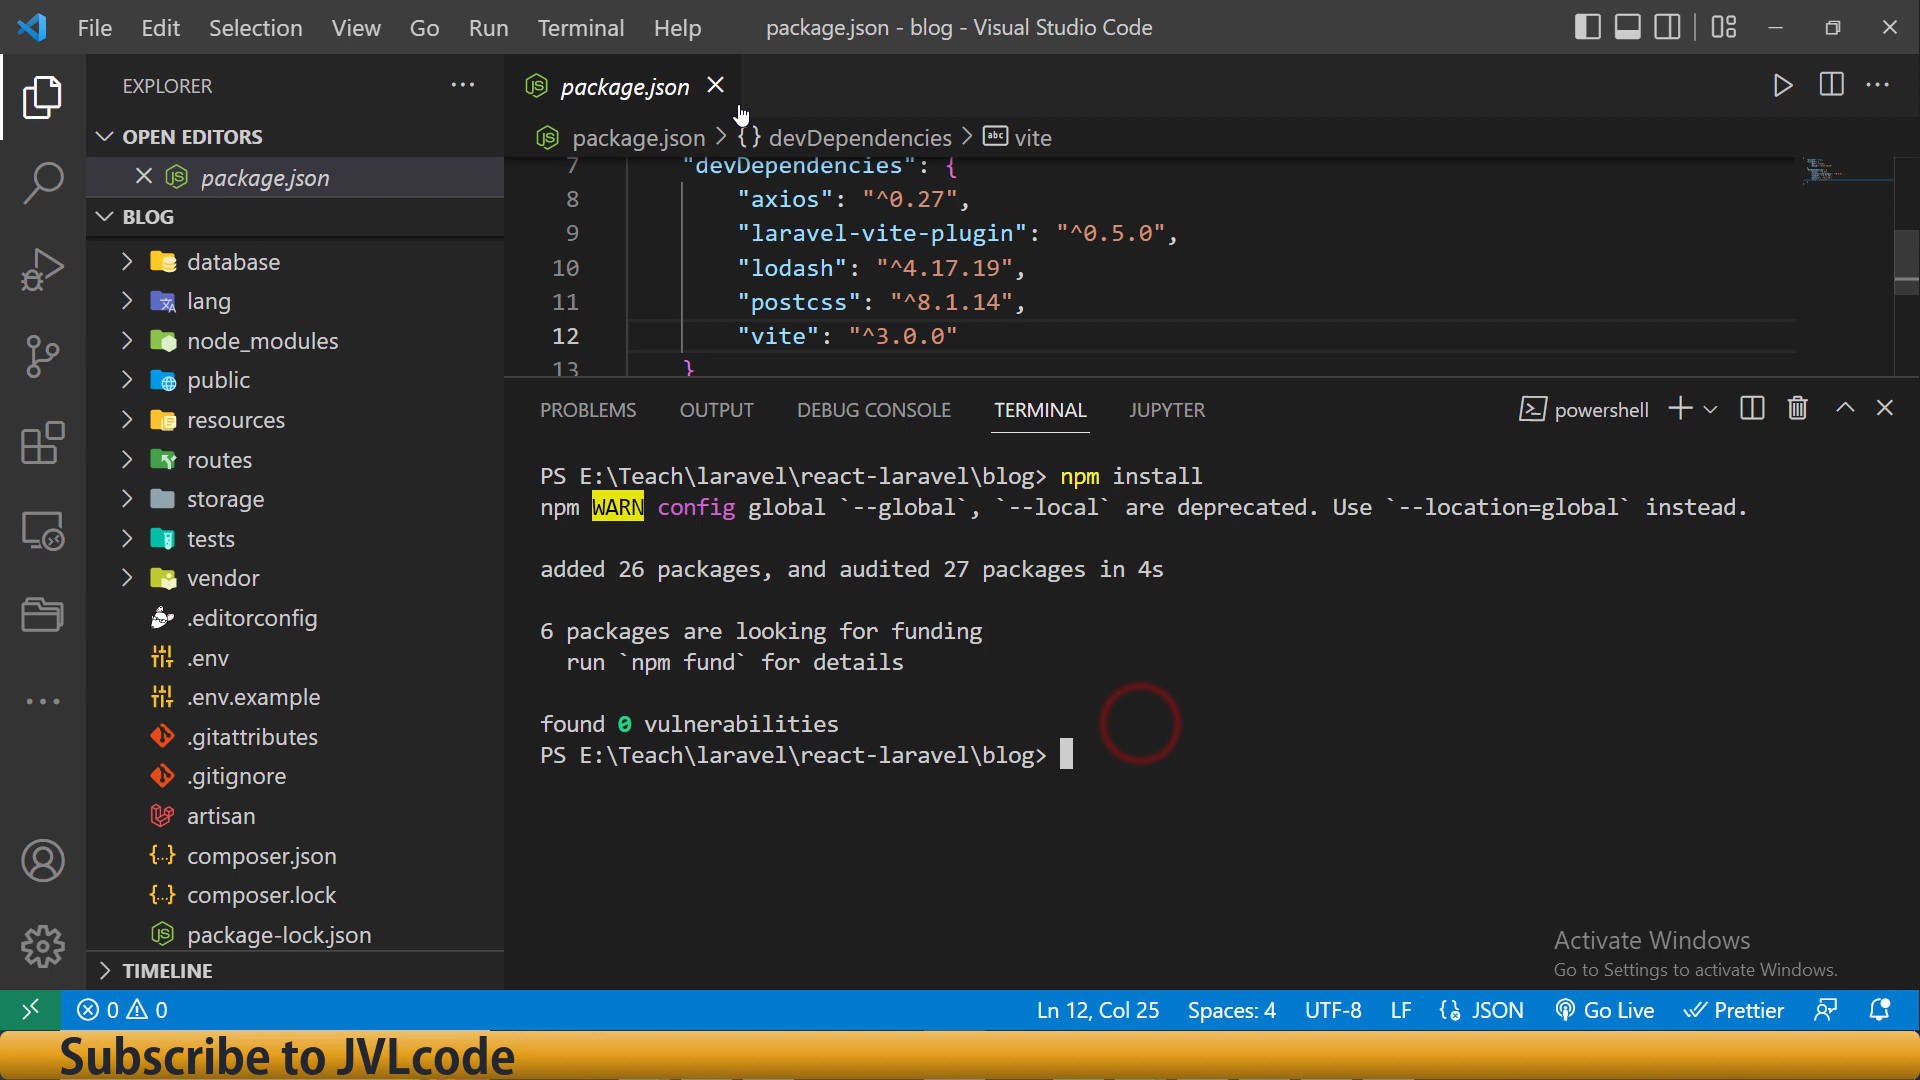 File Edit Selection View Go Run Terminal Help package.json - blog - Visual Studio Code
EXPLORER
OPEN EDITORS
package.json
BLOG
database
lang
node_modules
public
resources
routes
storage
tests
vendor
.editorconfig
.env
.env.example
.gitattributes
.gitignore
artisan
composer.json
composer.lock
package-lock.json
TIMELINE
package.json
package.json > {} devDependencies > abc vite
7 "devDependencies": {
8 "axios": "^0.27",
9 "laravel-vite-plugin": "^0.5.0",
10 "lodash": "^4.17.19",
11 "postcss": "^8.1.14",
12 "vite": "^3.0.0"
13 }
PROBLEMS OUTPUT DEBUG CONSOLE TERMINAL JUPYTER powershell
PS E:\Teach\laravel\react-laravel\blog> npm install
npm WARN config global `--global`, `--local` are deprecated. Use `--location=global` instead.
added 26 packages, and audited 27 packages in 4s
6 packages are looking for funding
run `npm fund` for details
found 0 vulnerabilities
PS E:\Teach\laravel\react-laravel\blog>
Activate Windows
Go to Settings to activate Windows.
0 0 Ln 12, Col 25 Spaces: 4 UTF-8 LF JSON Go Live Prettier
Subscribe to JVLcode